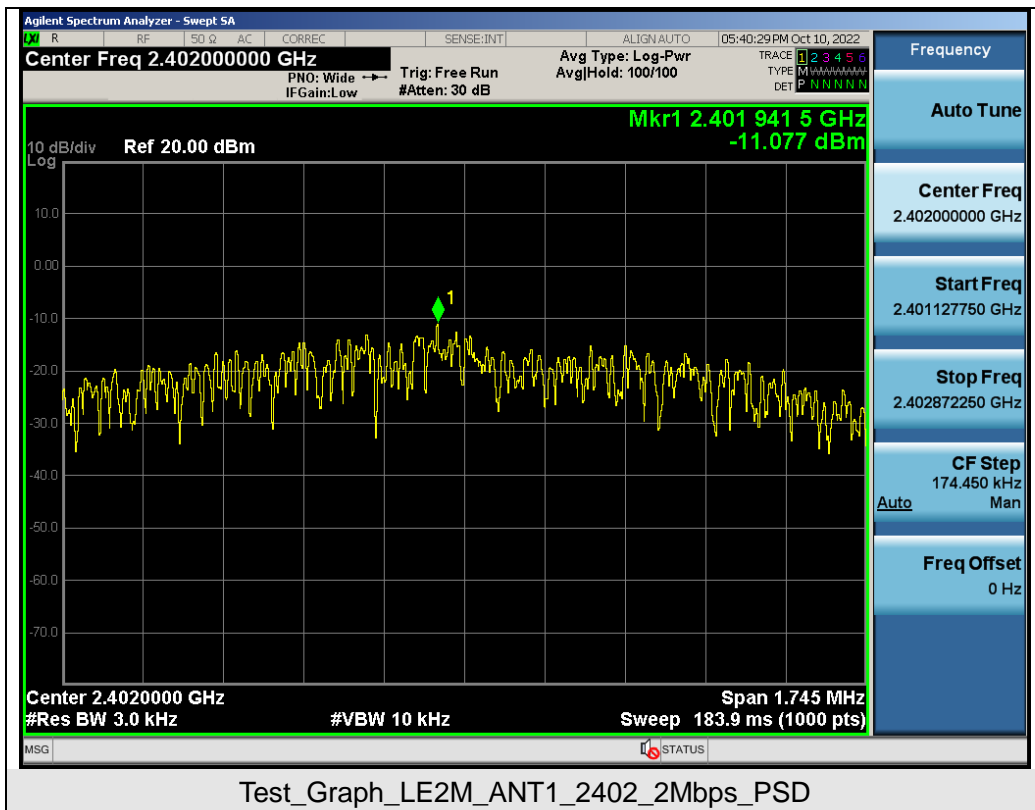 Agilent Spectrum Analyzer - Swept SA
LXI R RF 50 Ω AC CORREC SENSE:INT ALIGN AUTO 05:40:29 PM Oct 10, 2022
Center Freq 2.402000000 GHz
PNO: Wide
IFGain:Low
Trig: Free Run
#Atten: 30 dB
Avg Type: Log-Pwr
Avg|Hold: 100/100
TRACE 1 2 3 4 5 6
TYPE M WWWWW
DET P N N N N N
Mkr1 2.401 941 5 GHz
-11.077 dBm
10 dB/div Ref 20.00 dBm
Log
10.0
0.00
-10.0
-20.0
-30.0
-40.0
-50.0
-60.0
-70.0
1
Center 2.4020000 GHz Span 1.745 MHz
#Res BW 3.0 kHz #VBW 10 kHz Sweep 183.9 ms (1000 pts)
MSG STATUS
Frequency
Auto Tune
Center Freq
2.402000000 GHz
Start Freq
2.401127750 GHz
Stop Freq
2.402872250 GHz
CF Step
174.450 kHz
Auto Man
Freq Offset
0 Hz
Test_Graph_LE2M_ANT1_2402_2Mbps_PSD